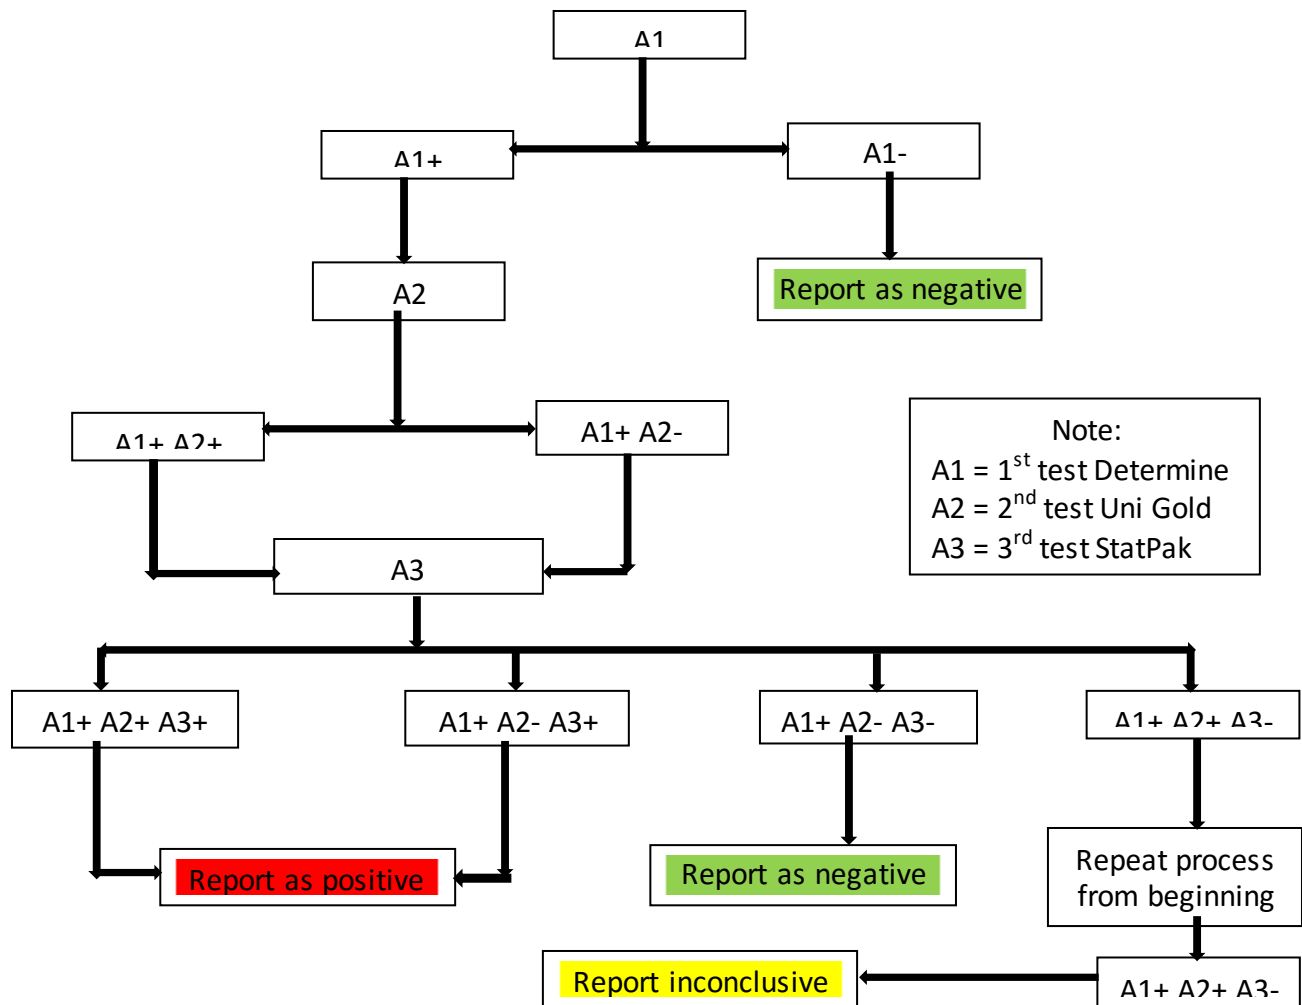 A1
A1+
A1-
Report as negative
A2
A1+ A2+
A1+ A2-
Note:
A1 = 1st test Determine
A2 = 2nd test Uni Gold
A3 = 3rd test StatPak
A3
A1+ A2+ A3+
A1+ A2- A3+
A1+ A2- A3-
A1+ A2+ A3-
Report as positive
Report as negative
Repeat process
from beginning
Report inconclusive
A1+ A2+ A3-